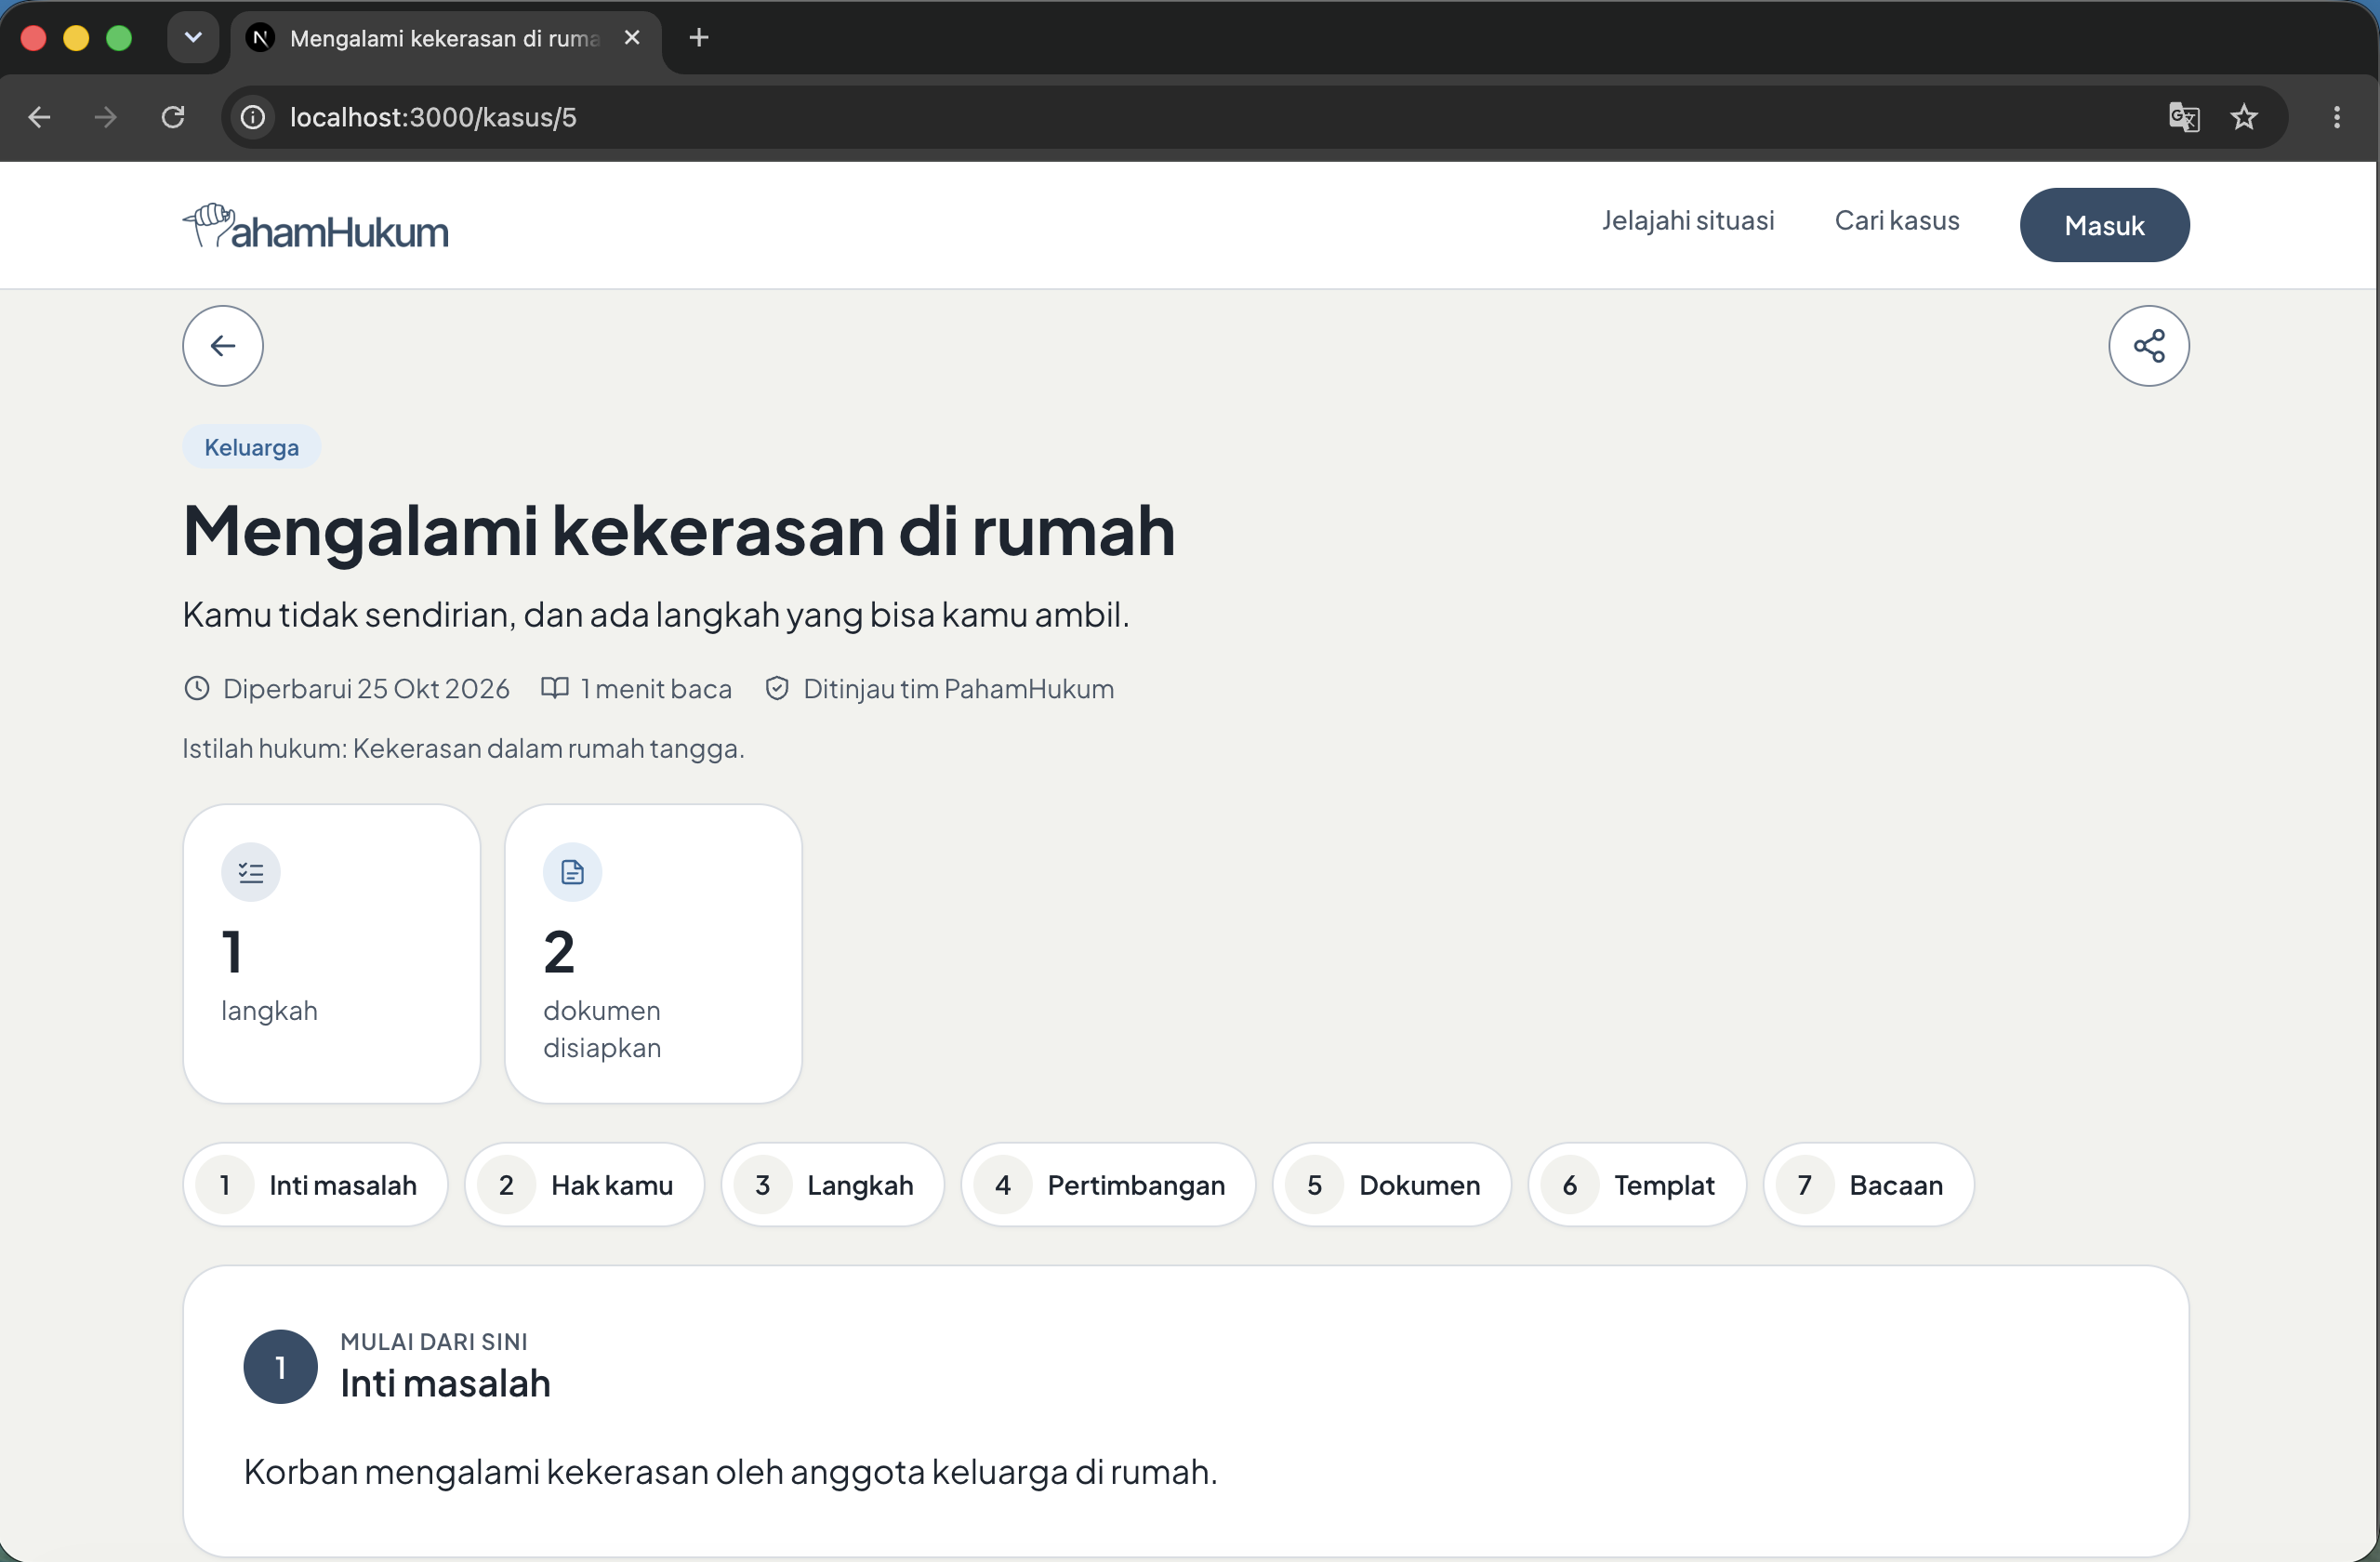 Mengalami kekerasan di ruma
localhost:3000/kasus/5
PahamHukum
Jelajahi situasi
Cari kasus
Masuk
Keluarga
Mengalami kekerasan di rumah
Kamu tidak sendirian, dan ada langkah yang bisa kamu ambil.
Diperbarui 25 Okt 2026 1 menit baca Ditinjau tim PahamHukum
Istilah hukum: Kekerasan dalam rumah tangga.
1
langkah
2
dokumen
disiapkan
1 Inti masalah
2 Hak kamu
3 Langkah
4 Pertimbangan
5 Dokumen
6 Templat
7 Bacaan
1
MULAI DARI SINI
Inti masalah
Korban mengalami kekerasan oleh anggota keluarga di rumah.